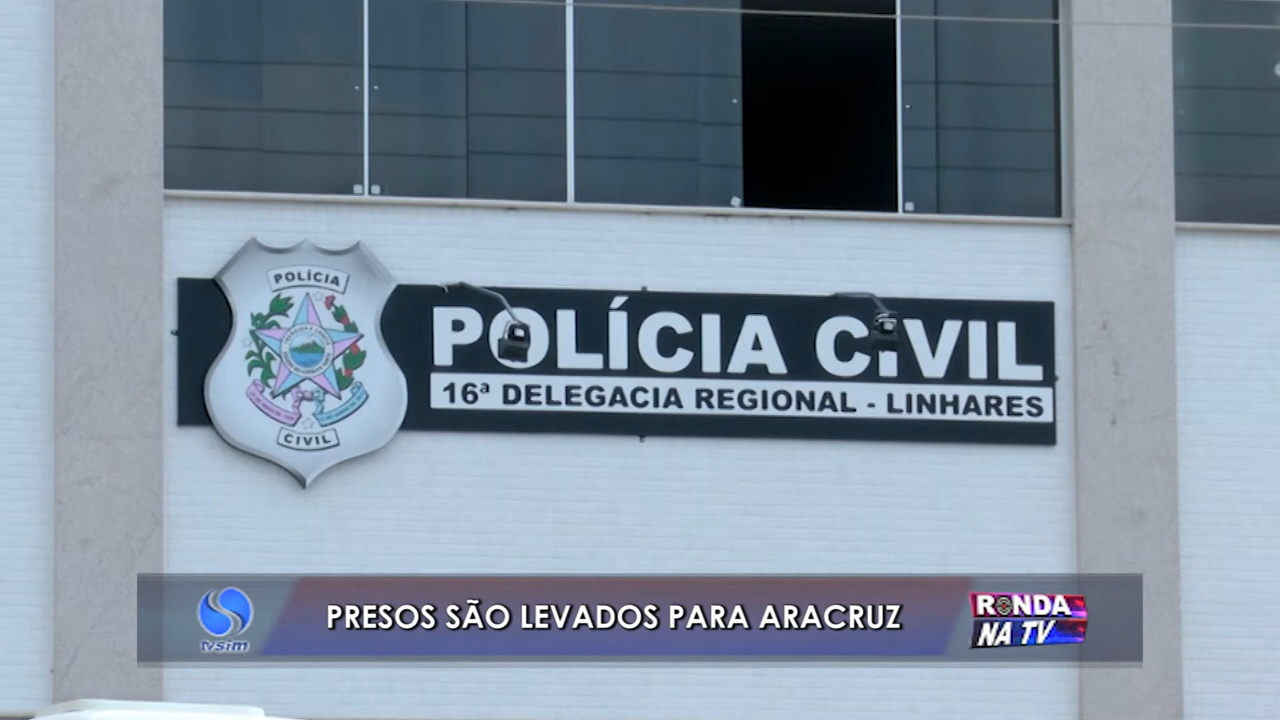 POLÍCIA
CIVIL
POLÍCIA CIVIL
16ª DELEGACIA REGIONAL - LINHARES
tvsim
PRESOS SÃO LEVADOS PARA ARACRUZ
RONDA
NA TV